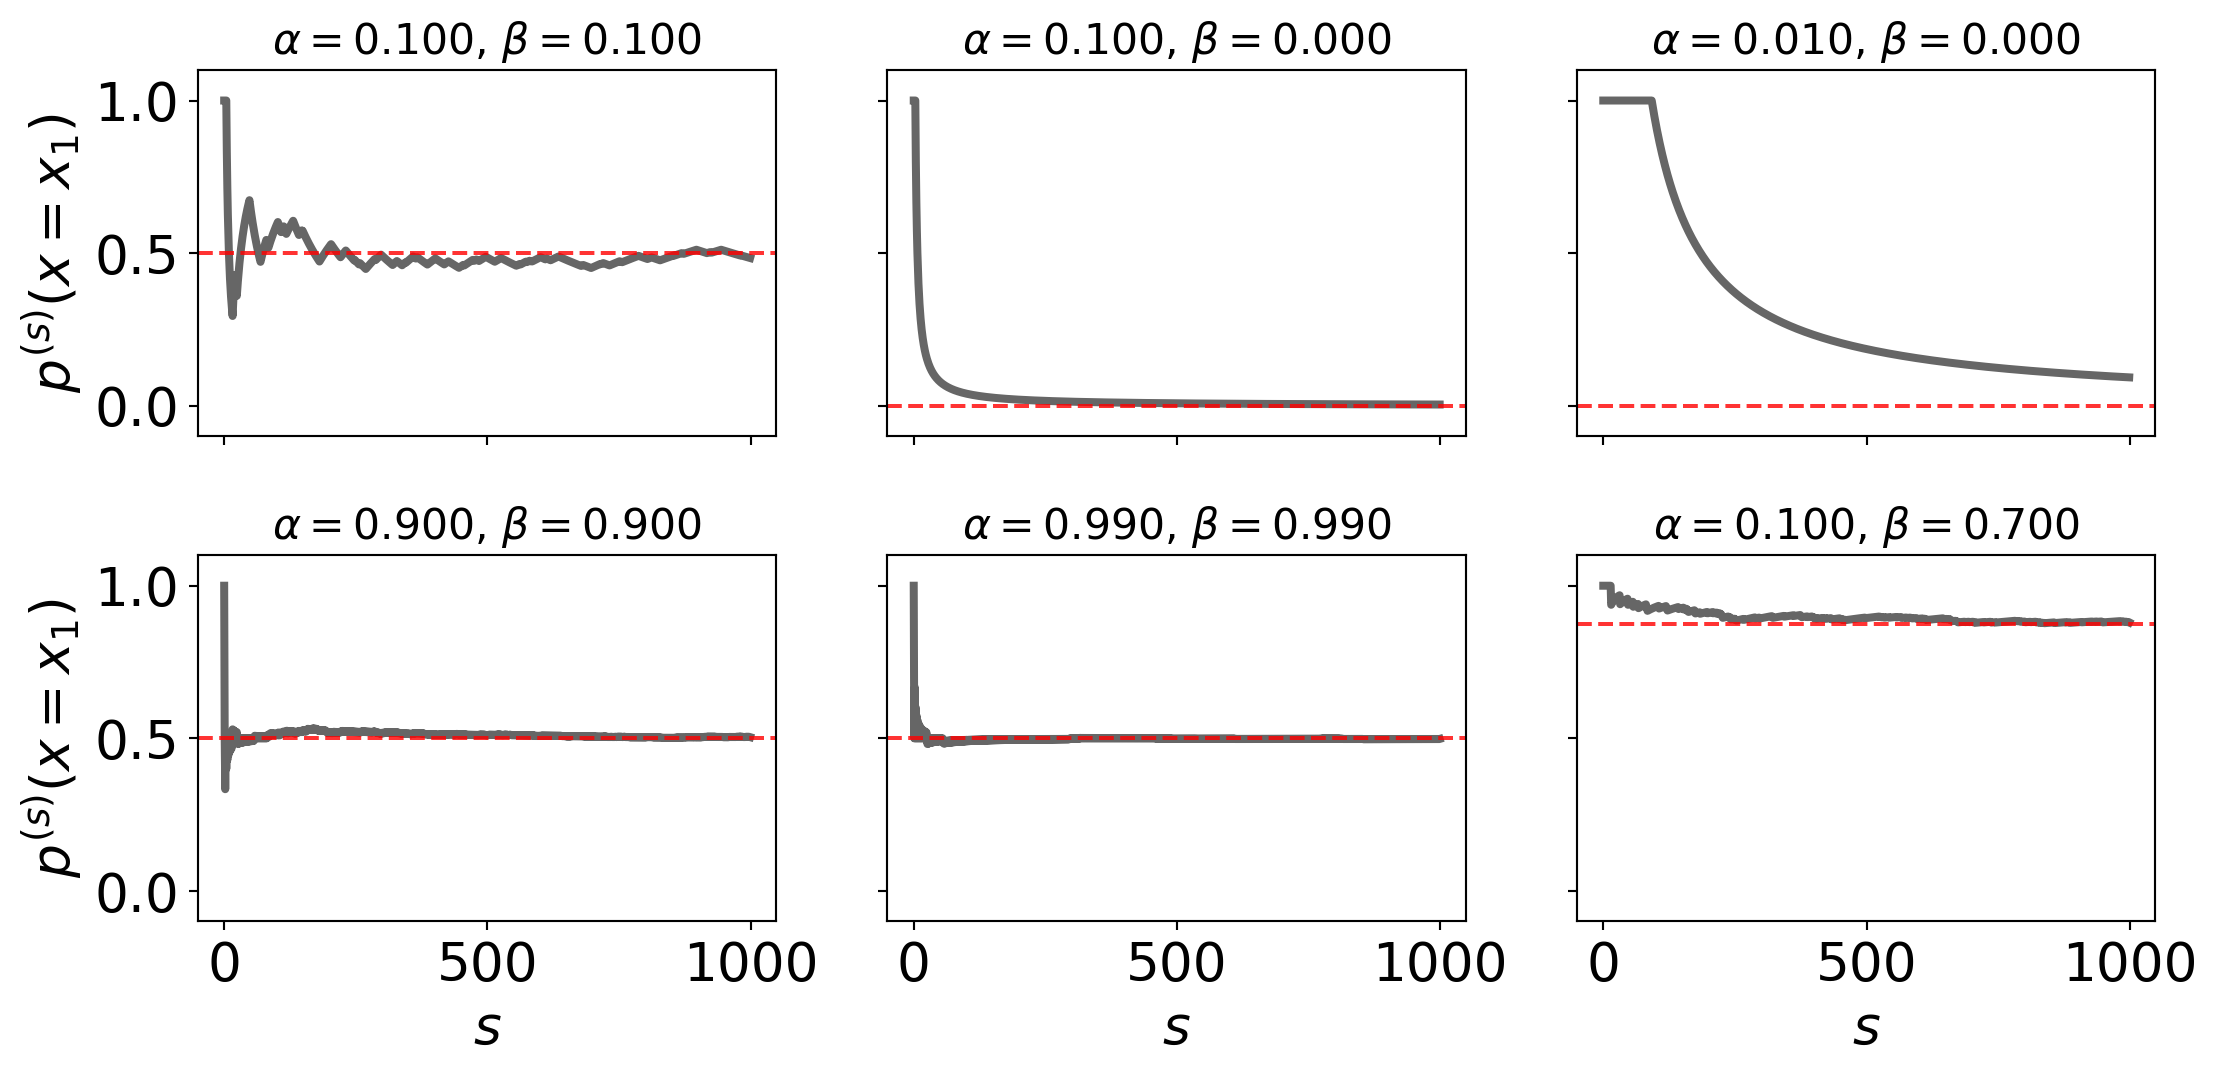 α = 0.100, β = 0.100
α = 0.100, β = 0.000
α = 0.010, β = 0.000
1.0
0.5
0.0
p^(s)(x = x₁)
α = 0.900, β = 0.900
α = 0.990, β = 0.990
α = 0.100, β = 0.700
1.0
0.5
0.0
p^(s)(x = x₁)
0 500 1000
0 500 1000
0 500 1000
s
s
s